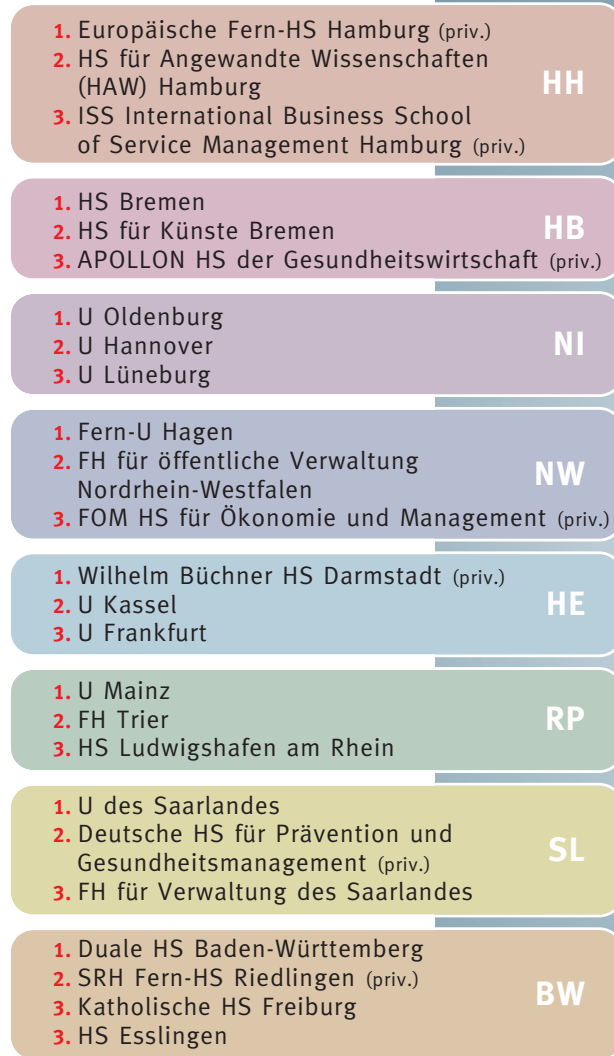 1. Europäische Fern-HS Hamburg (priv.)
2. HS für Angewandte Wissenschaften
(HAW) Hamburg
3. ISS International Business School
of Service Management Hamburg (priv.)
HH
1. HS Bremen
2. HS für Künste Bremen
3. APOLLON HS der Gesundheitswirtschaft (priv.)
HB
1. U Oldenburg
2. U Hannover
3. U Lüneburg
NI
1. Fern-U Hagen
2. FH für öffentliche Verwaltung
Nordrhein-Westfalen
3. FOM HS für Ökonomie und Management (priv.)
NW
1. Wilhelm Büchner HS Darmstadt (priv.)
2. U Kassel
3. U Frankfurt
HE
1. U Mainz
2. FH Trier
3. HS Ludwigshafen am Rhein
RP
1. U des Saarlandes
2. Deutsche HS für Prävention und
Gesundheitsmanagement (priv.)
3. FH für Verwaltung des Saarlandes
SL
1. Duale HS Baden-Württemberg
2. SRH Fern-HS Riedlingen (priv.)
3. Katholische HS Freiburg
3. HS Esslingen
BW